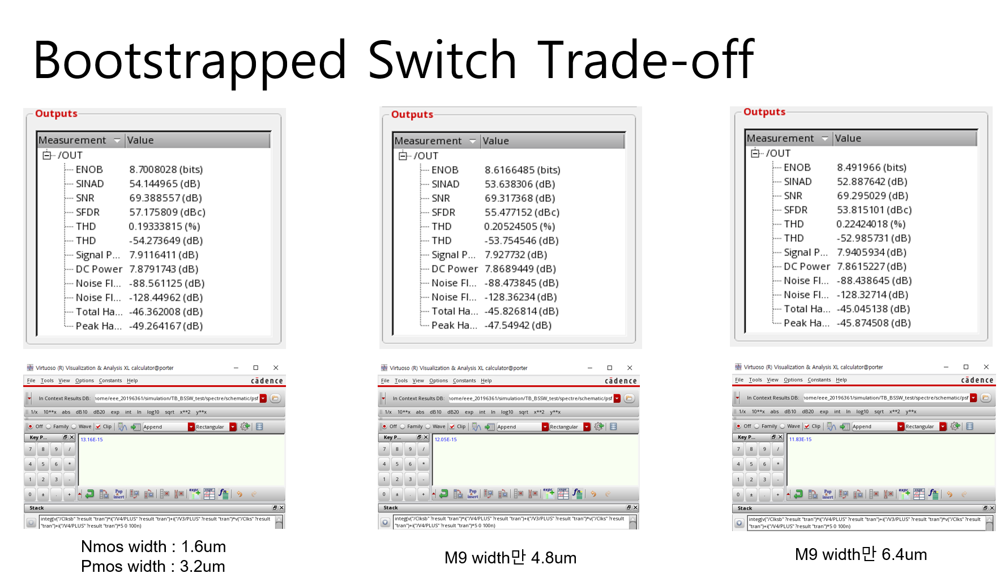 Bootstrapped Switch Trade-off
Outputs
Measurement Value
/OUT
ENOB 8.7008028 (bits)
SINAD 54.144965 (dB)
SNR 69.388557 (dB)
SFDR 57.175809 (dBc)
THD 0.19333815 (%)
THD -54.273649 (dB)
Signal P... 7.9116411 (dB)
DC Power 7.8791743 (dB)
Noise Fl... -88.561125 (dB)
Noise Fl... -128.44962 (dB)
Total Ha... -46.362008 (dB)
Peak Ha... -49.264167 (dB)
Outputs
Measurement Value
/OUT
ENOB 8.6166485 (bits)
SINAD 53.638306 (dB)
SNR 69.317368 (dB)
SFDR 55.477152 (dBc)
THD 0.20524505 (%)
THD -53.754546 (dB)
Signal P... 7.927732 (dB)
DC Power 7.8689449 (dB)
Noise Fl... -88.473845 (dB)
Noise Fl... -128.36234 (dB)
Total Ha... -45.826814 (dB)
Peak Ha... -47.54942 (dB)
Outputs
Measurement Value
/OUT
ENOB 8.491966 (bits)
SINAD 52.887642 (dB)
SNR 69.295029 (dB)
SFDR 53.815101 (dBc)
THD 0.22424018 (%)
THD -52.985731 (dB)
Signal P... 7.9405934 (dB)
DC Power 7.8615227 (dB)
Noise Fl... -88.438645 (dB)
Noise Fl... -128.32714 (dB)
Total Ha... -45.045138 (dB)
Peak Ha... -45.874508 (dB)
Virtuoso (R) Visualization & Analysis XL calculator@porter
File Tools View Options Constants Help cādence
In Context Results DB: home/eee_20196361/simulation/TB_BSSW_test/spectre/schematic/psf
1/x 10**x abs dB10 dB20 exp int ln log10 sqrt x**2 y**x
Off Family Wave Clip Append Rectangular
Key P...
13.16E-15
7 8 9 /
4 5 6 *
1 2 3 -
0 ± . +
Pop insert expr expr fn
Stack
integ(v("/Clksb" ?result "tran")*i("/V4/PLUS" ?result "tran")+i("/V3/PLUS" ?result "tran")*v("/Clks" ?result
"tran")+i("/V4/PLUS" ?result "tran")*5 0 100n)
Nmos width : 1.6um
Pmos width : 3.2um
Virtuoso (R) Visualization & Analysis XL calculator@porter
File Tools View Options Constants Help cādence
In Context Results DB: home/eee_20196361/simulation/TB_BSSW_test/spectre/schematic/psf
1/x 10**x abs dB10 dB20 exp int ln log10 sqrt x**2 y**x
Off Family Wave Clip Append Rectangular
Key P...
12.05E-15
7 8 9 /
4 5 6 *
1 2 3 -
0 ± . +
Pop insert expr expr fn
Stack
integ(v("/Clksb" ?result "tran")*i("/V4/PLUS" ?result "tran")+i("/V3/PLUS" ?result "tran")*v("/Clks" ?result
"tran")+i("/V4/PLUS" ?result "tran")*5 0 100n)
M9 width만 4.8um
Virtuoso (R) Visualization & Analysis XL calculator@porter
File Tools View Options Constants Help cādence
In Context Results DB: home/eee_20196361/simulation/TB_BSSW_test/spectre/schematic/psf
1/x 10**x abs dB10 dB20 exp int ln log10 sqrt x**2 y**x
Off Family Wave Clip Append Rectangular
Key P...
11.83E-15
7 8 9 /
4 5 6 *
1 2 3 -
0 ± . +
Pop insert expr expr fn
Stack
integ(v("/Clksb" ?result "tran")*i("/V4/PLUS" ?result "tran")+i("/V3/PLUS" ?result "tran")*v("/Clks" ?result
"tran")+i("/V4/PLUS" ?result "tran")*5 0 100n)
M9 width만 6.4um